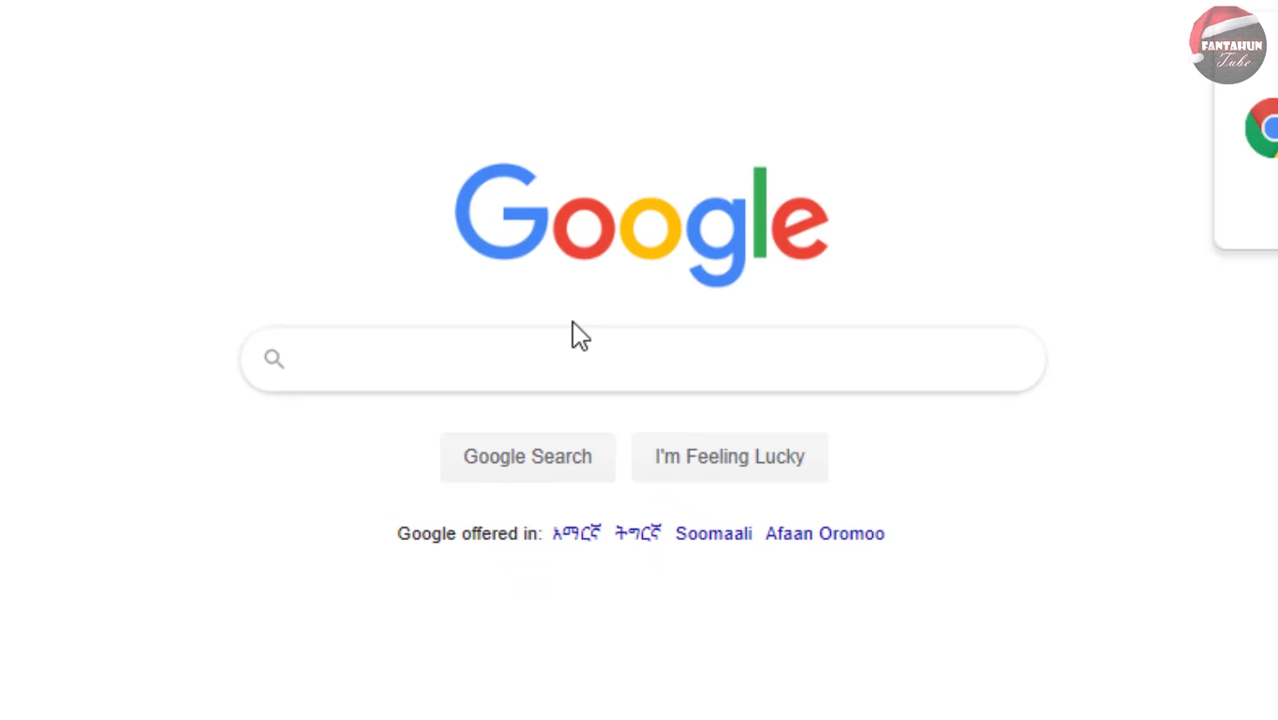 FANTAHUN
Tube
Google
Google Search
I'm Feeling Lucky
Google offered in: አማርኛ ትግርኛ Soomaali Afaan Oromoo